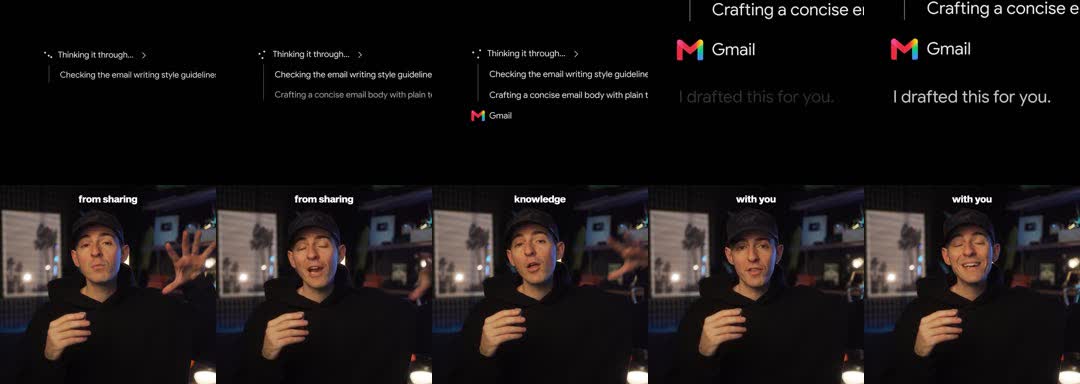 Thinking it through...
Checking the email writing style guidelines
Thinking it through...
Checking the email writing style guideline
Crafting a concise email body with plain t
Thinking it through...
Checking the email writing style guideline
Crafting a concise email body with plain t
Gmail
Crafting a concise e
Gmail
I drafted this for you.
Crafting a concise e
Gmail
I drafted this for you.
from sharing
from sharing
knowledge
with you
with you